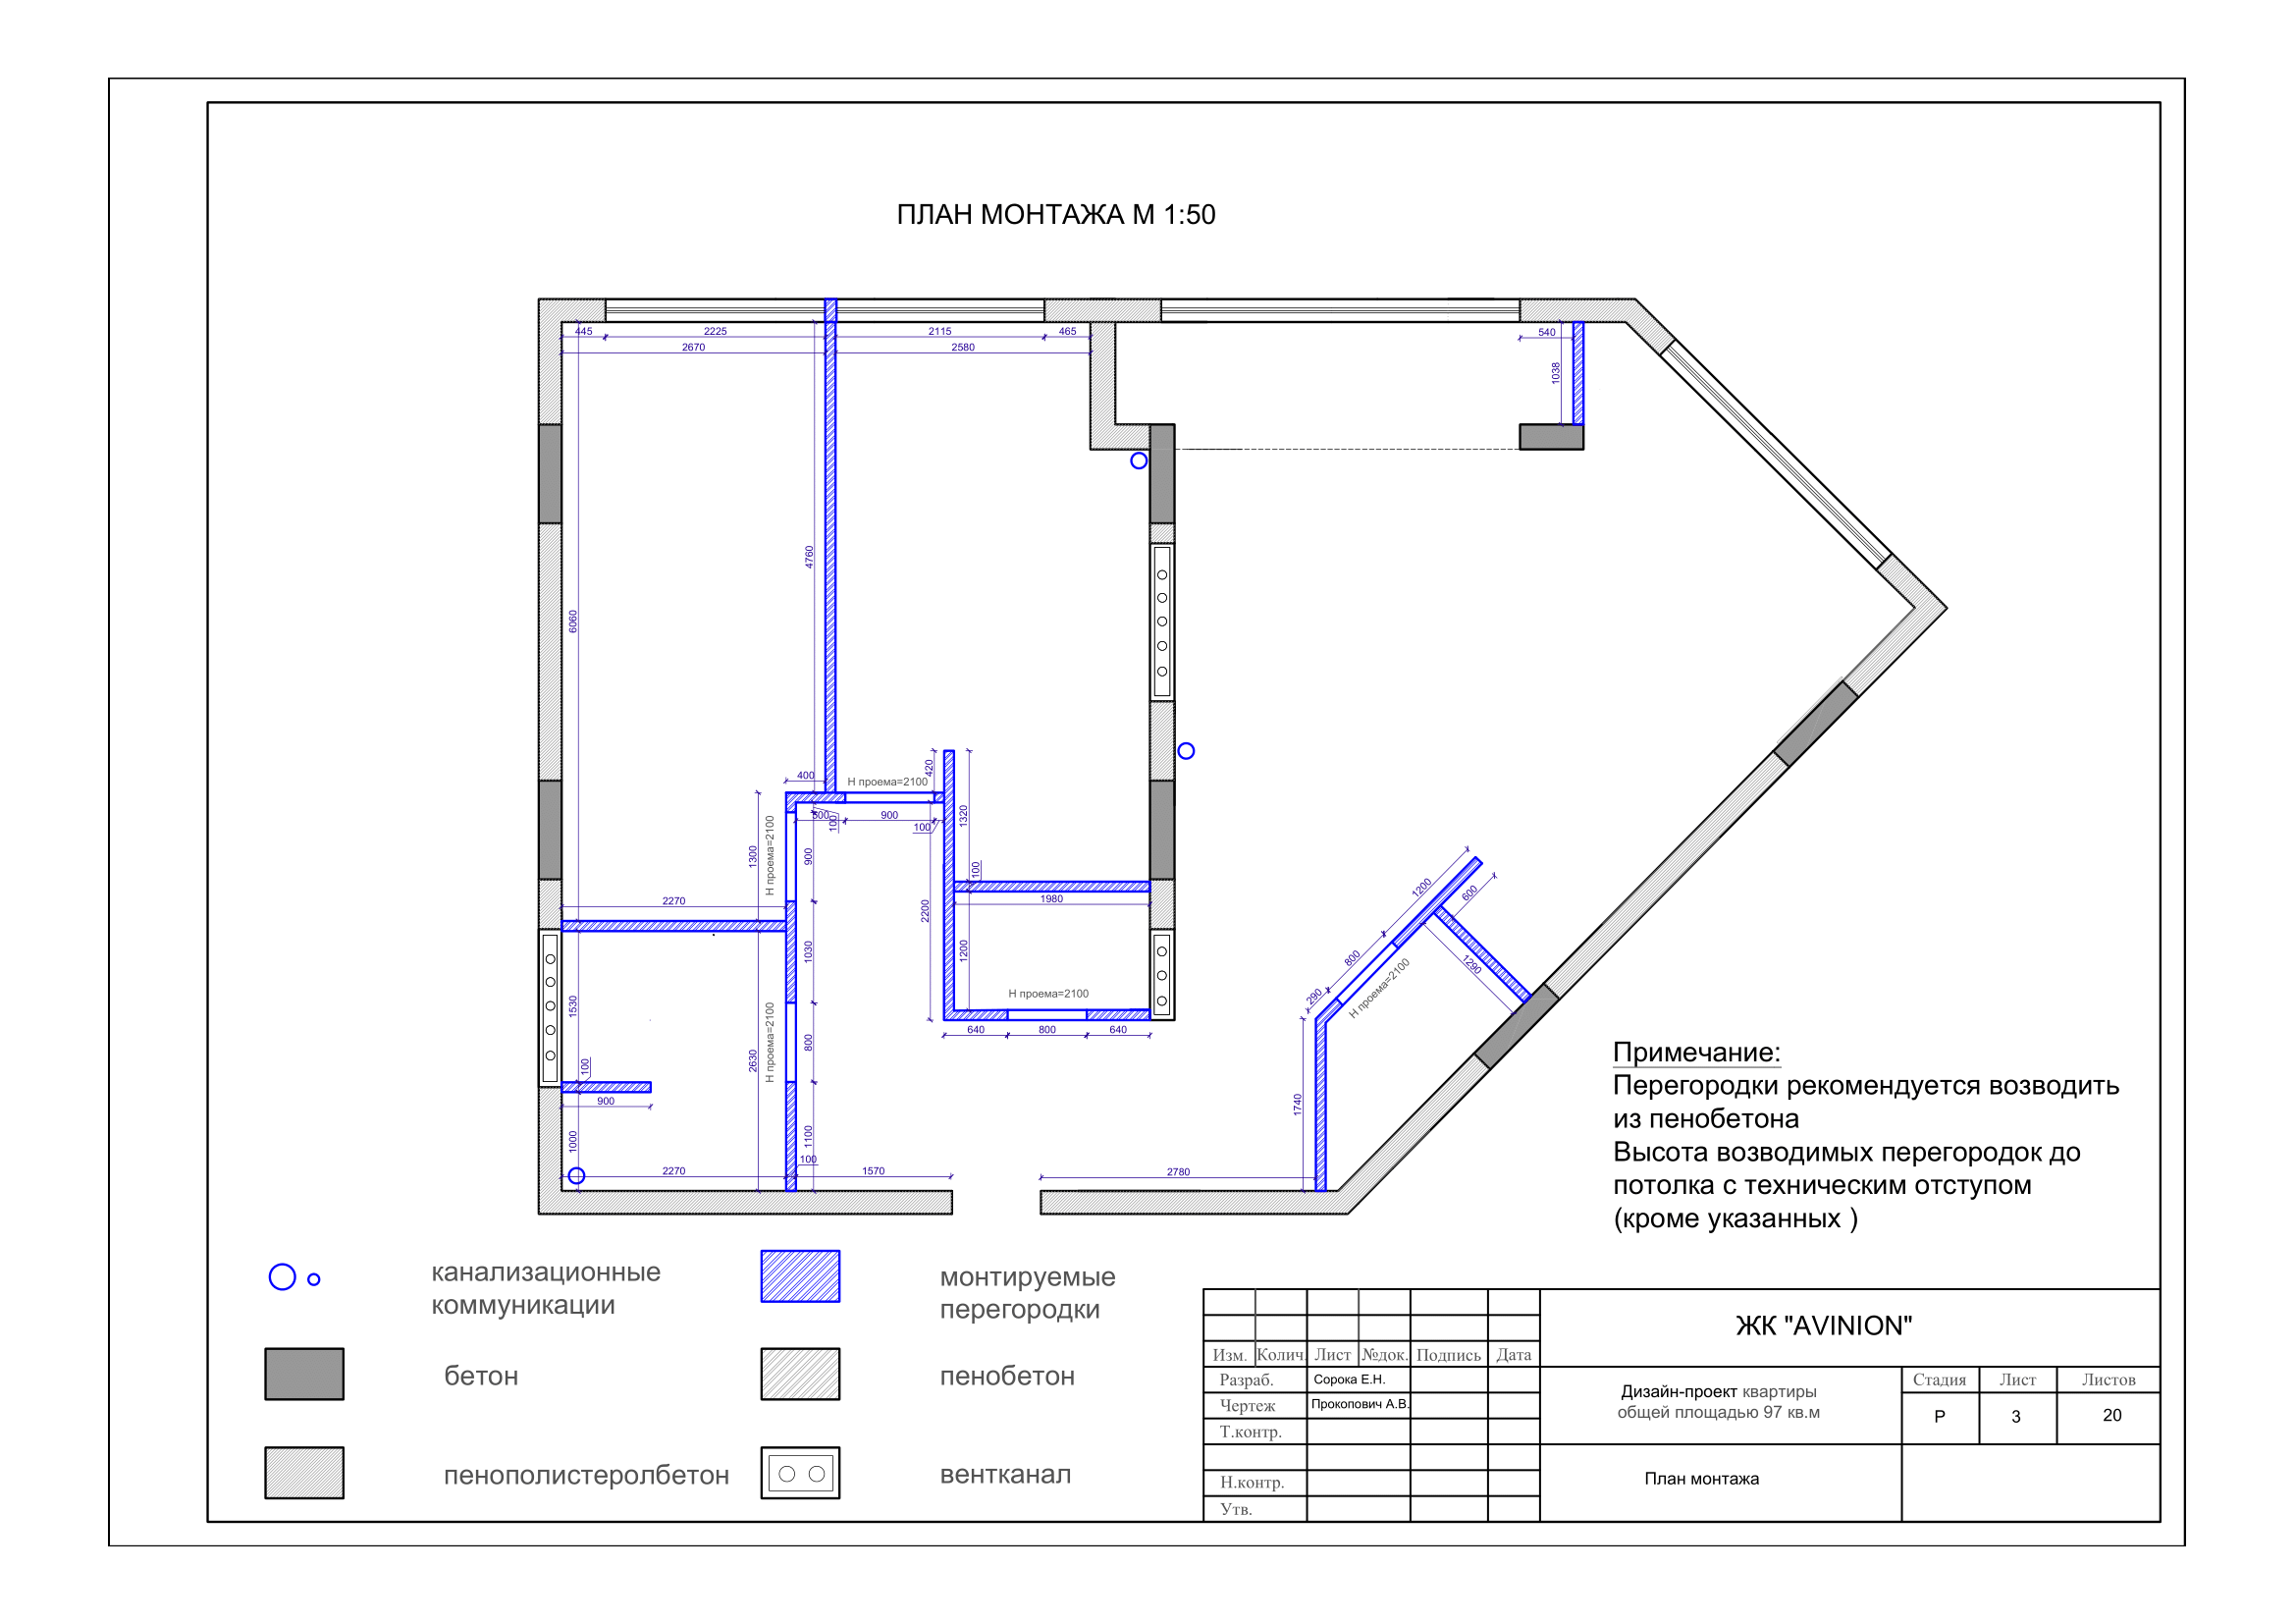 ПЛАН МОНТАЖА М 1:50
445
2225
2115
465
540
2670
2580
1038
4760
6060
400
Н проема=2100
420
500
100
900
100
1320
1300
Н проема=2100
900
100
2270
1980
2200
1200
1030
1200
600
800
1290
290
Н проема=2100
Н проема=2100
1530
640
800
640
2630
Н проема=2100
800
100
900
1740
1000
1100
100
2270
1570
2780
Примечание:
Перегородки рекомендуется возводить
из пенобетона
Высота возводимых перегородок до
потолка с техническим отступом
(кроме указанных )
канализационные
коммуникации
монтируемые
перегородки
бетон
пенобетон
пенополистеролбетон
вентканал
ЖК "AVINION"
Изм. Колич. Лист №док. Подпись Дата
Разраб. Сорока Е.Н.
Чертеж Прокопович А.В.
Т.контр.
Н.контр.
Утв.
Дизайн-проект квартиры
общей площадью 97 кв.м
Стадия Лист Листов
Р 3 20
План монтажа